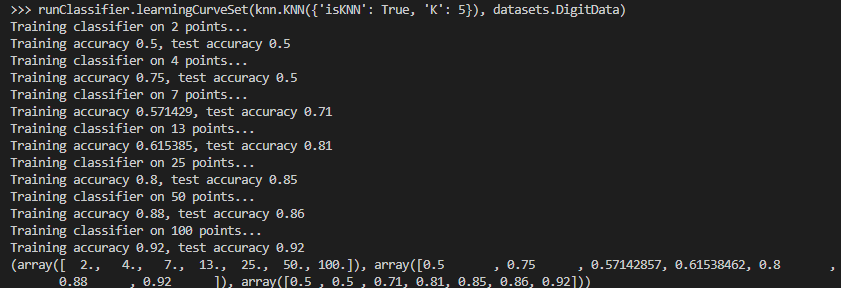 >>> runClassifier.learningCurveSet(knn.KNN({'isKNN': True, 'K': 5}), datasets.DigitData)
Training classifier on 2 points...
Training accuracy 0.5, test accuracy 0.5
Training classifier on 4 points...
Training accuracy 0.75, test accuracy 0.5
Training classifier on 7 points...
Training accuracy 0.571429, test accuracy 0.71
Training classifier on 13 points...
Training accuracy 0.615385, test accuracy 0.81
Training classifier on 25 points...
Training accuracy 0.8, test accuracy 0.85
Training classifier on 50 points...
Training accuracy 0.88, test accuracy 0.86
Training classifier on 100 points...
Training accuracy 0.92, test accuracy 0.92
(array([  2.,   4.,   7.,  13.,  25.,  50., 100.]), array([0.5       , 0.75      , 0.57142857, 0.61538462, 0.8       ,
       0.88      , 0.92      ]), array([0.5 , 0.5 , 0.71, 0.81, 0.85, 0.86, 0.92]))